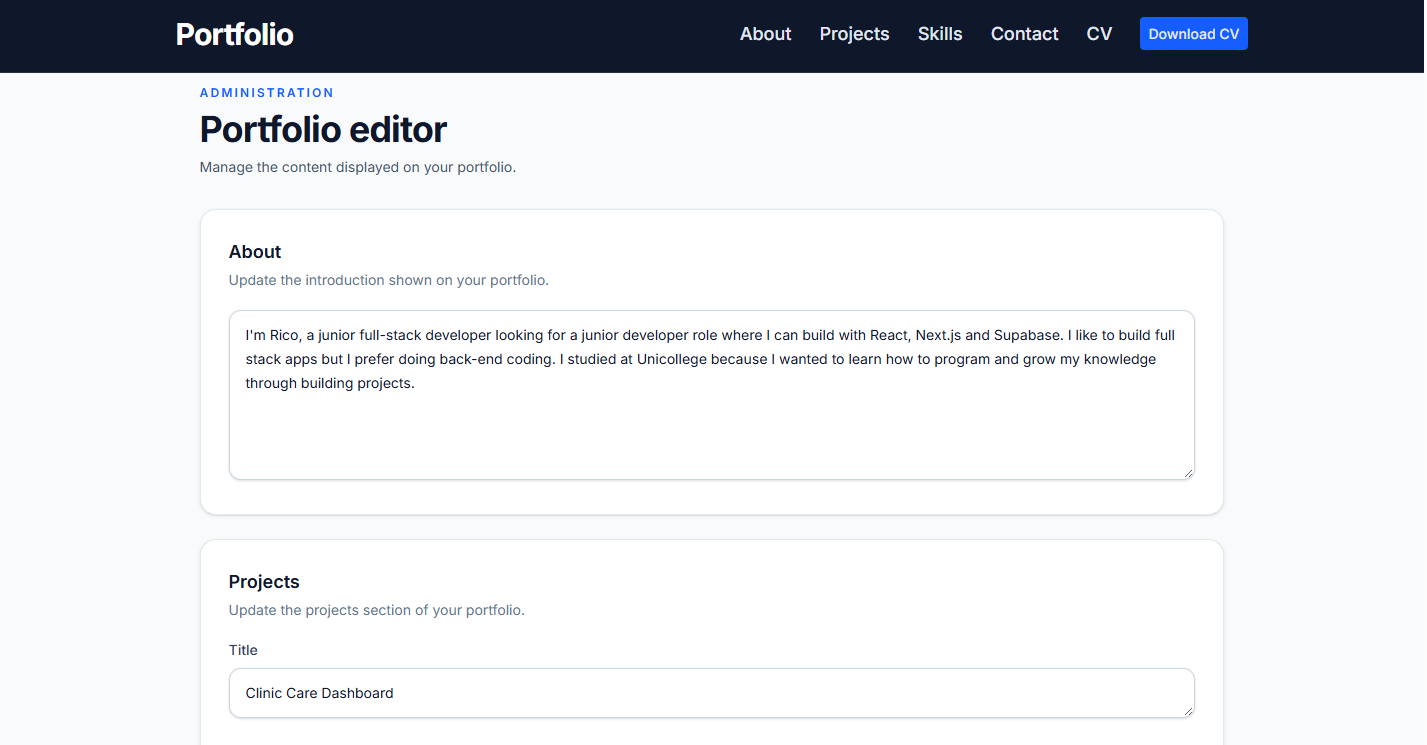 Portfolio
About
Projects
Skills
Contact
CV
Download CV
ADMINISTRATION
Portfolio editor
Manage the content displayed on your portfolio.
About
Update the introduction shown on your portfolio.
I'm Rico, a junior full-stack developer looking for a junior developer role where I can build with React, Next.js and Supabase. I like to build full
stack apps but I prefer doing back-end coding. I studied at Unicollege because I wanted to learn how to program and grow my knowledge
through building projects.
Projects
Update the projects section of your portfolio.
Title
Clinic Care Dashboard